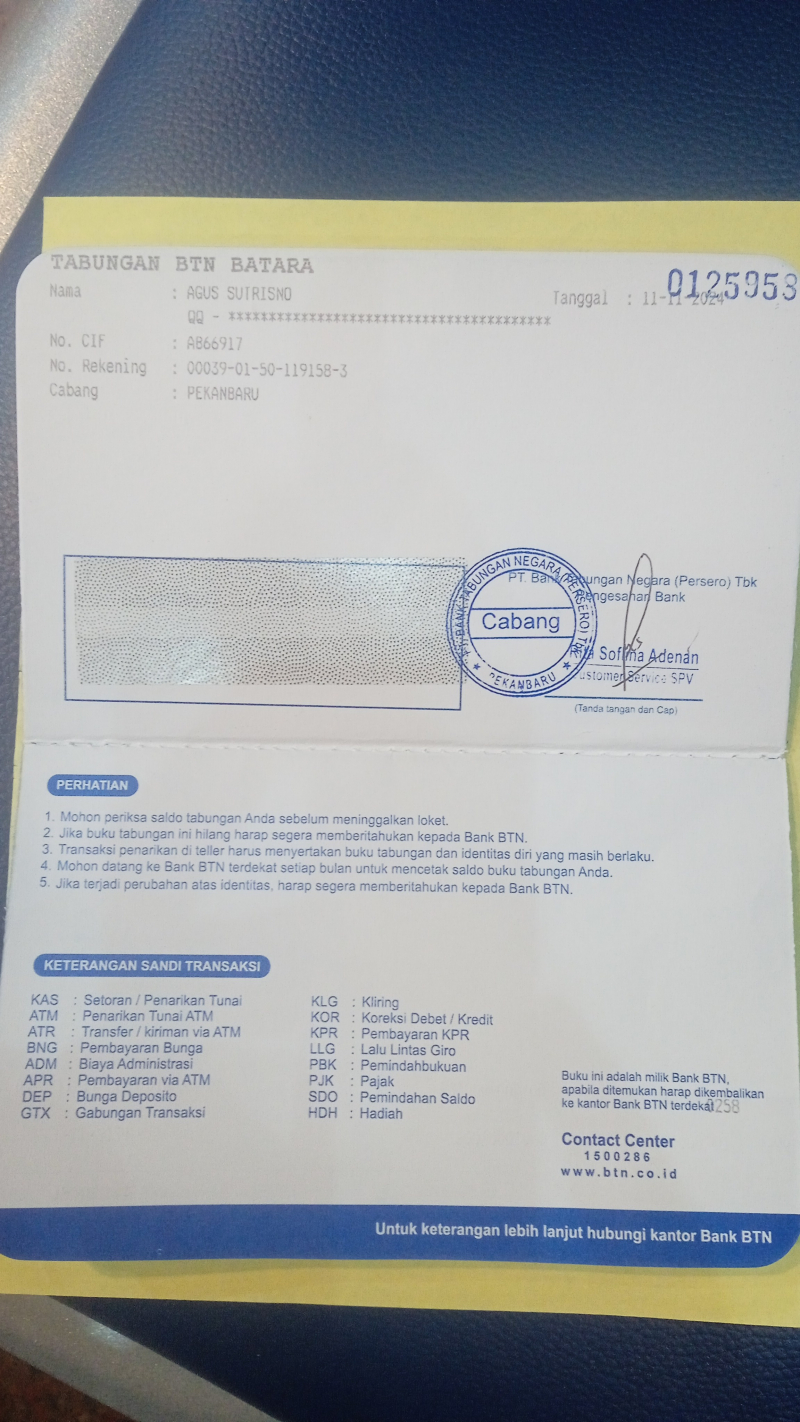 TABUNGAN BTN BATARA
0125958
Nama : AGUS SUTRISNO
Tanggal : 11-11-2024
QQ - ****************************************
No. CIF : AB66917
No. Rekening : 00039-01-50-119158-3
Cabang : PEKANBARU
PT. BANK TABUNGAN NEGARA (PERSERO) Tbk
Cabang
★ PEKANBARU ★
PT. Bank Tabungan Negara (Persero) Tbk
Pengesahan Bank
Sofina Adenan
Customer Service SPV
(Tanda tangan dan Cap)
PERHATIAN
1. Mohon periksa saldo tabungan Anda sebelum meninggalkan loket.
2. Jika buku tabungan ini hilang harap segera memberitahukan kepada Bank BTN.
3. Transaksi penarikan di teller harus menyertakan buku tabungan dan identitas diri yang masih berlaku.
4. Mohon datang ke Bank BTN terdekat setiap bulan untuk mencetak saldo buku tabungan Anda.
5. Jika terjadi perubahan atas identitas, harap segera memberitahukan kepada Bank BTN.
KETERANGAN SANDI TRANSAKSI
KAS : Setoran / Penarikan Tunai
ATM : Penarikan Tunai ATM
ATR : Transfer / kiriman via ATM
BNG : Pembayaran Bunga
ADM : Biaya Administrasi
APR : Pembayaran via ATM
DEP : Bunga Deposito
GTX : Gabungan Transaksi
KLG : Kliring
KOR : Koreksi Debet / Kredit
KPR : Pembayaran KPR
LLG : Lalu Lintas Giro
PBK : Pemindahbukuan
PJK : Pajak
SDO : Pemindahan Saldo
HDH : Hadiah
Buku ini adalah milik Bank BTN,
apabila ditemukan harap dikembalikan
ke kantor Bank BTN terdekat 0258
Contact Center
1500286
www.btn.co.id
Untuk keterangan lebih lanjut hubungi kantor Bank BTN